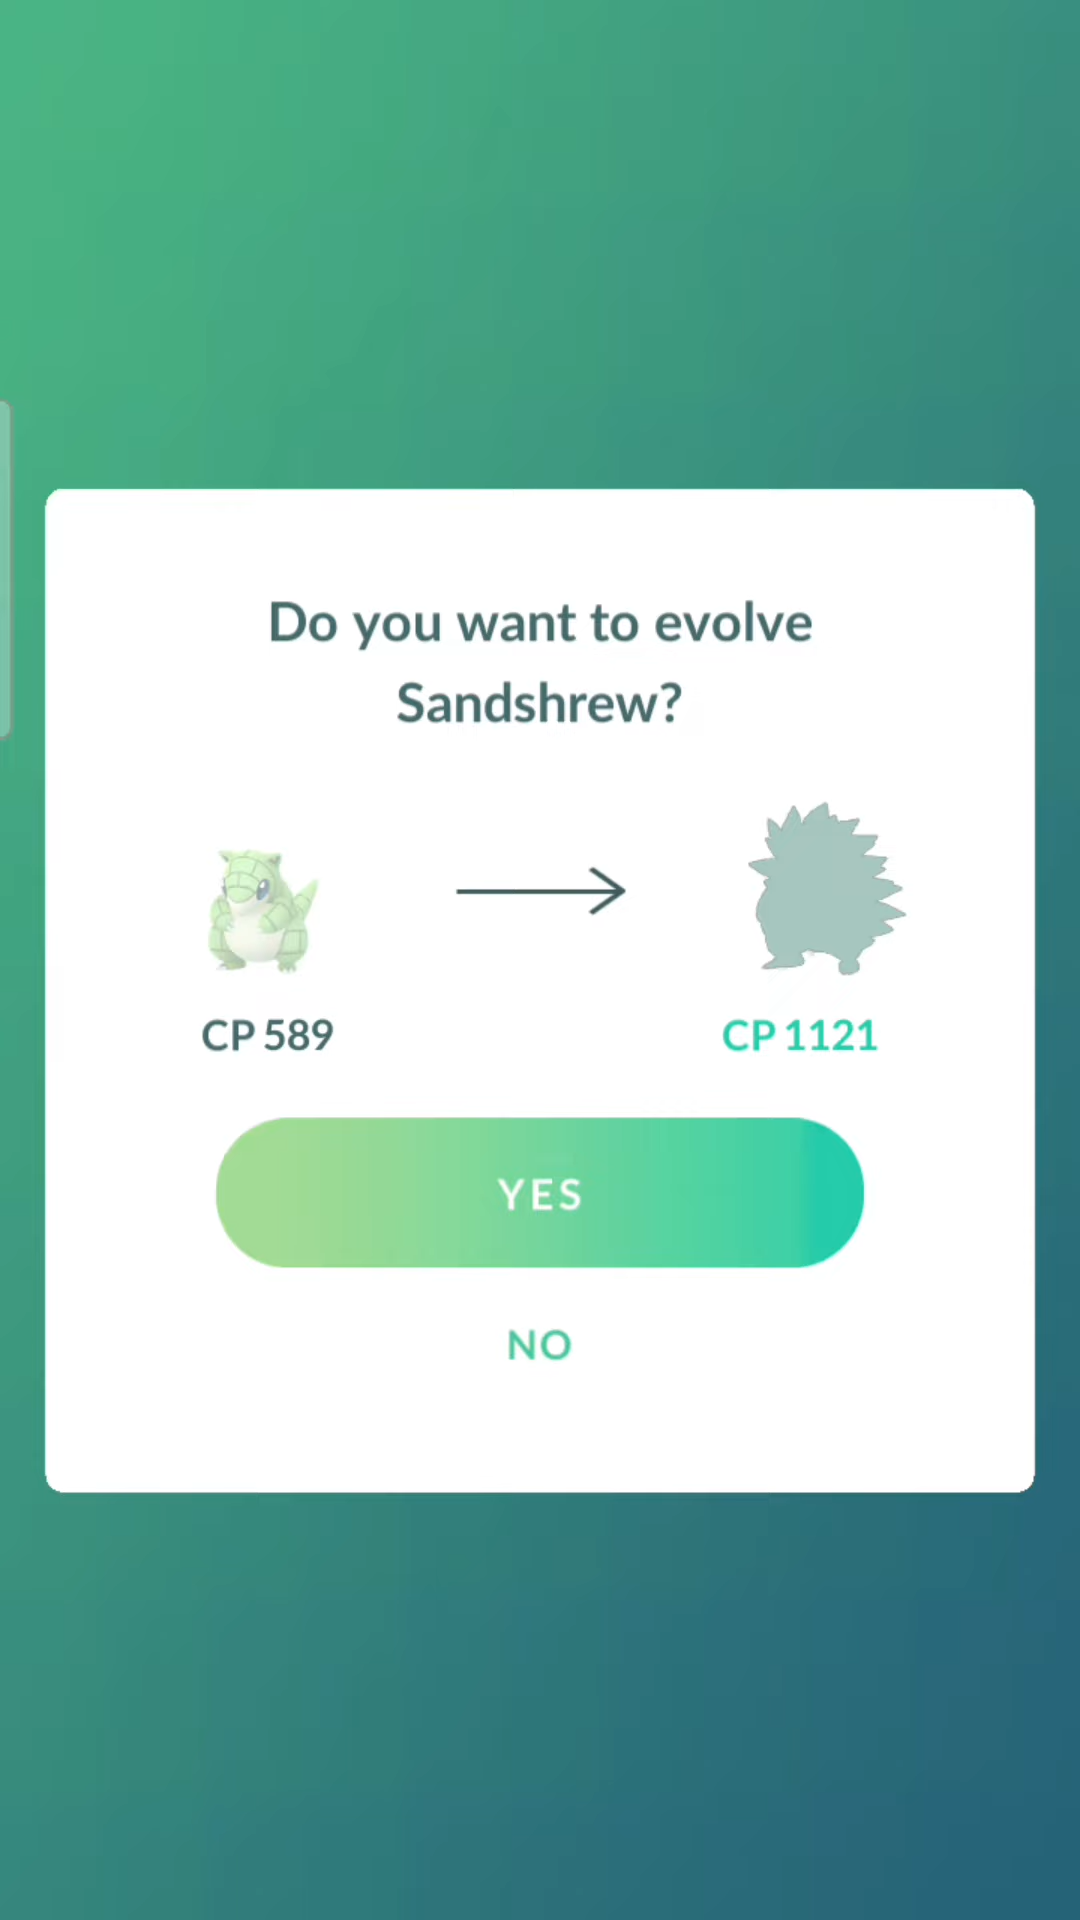 Do you want to evolve
Sandshrew?
CP 589
CP 1121
YES
NO